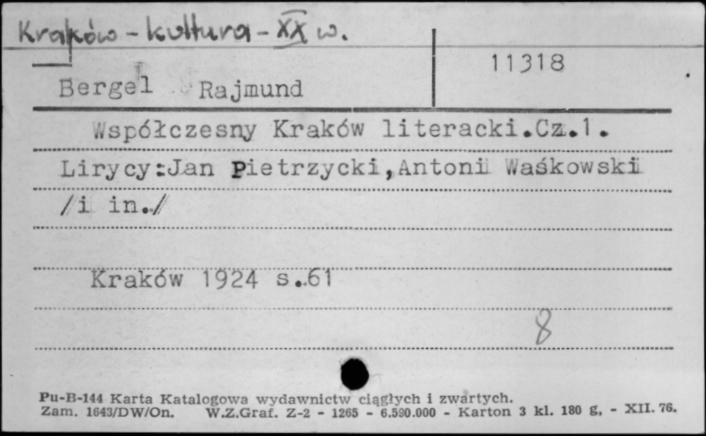 Kraków - kultura - XX w.
11318
Bergel Rajmund
Współczesny Kraków literacki.Cz.1.
Lirycy:Jan Pietrzycki,Antoni Waśkowski
/i in./
Kraków 1924 s.61
8
Pu-B-144 Karta Katalogowa wydawnictw ciągłych i zwartych.
Zam. 1643/DW/On. W.Z.Graf. Z-2 - 1265 - 6.590.000 - Karton 3 kl. 180 g. - XII. 76.